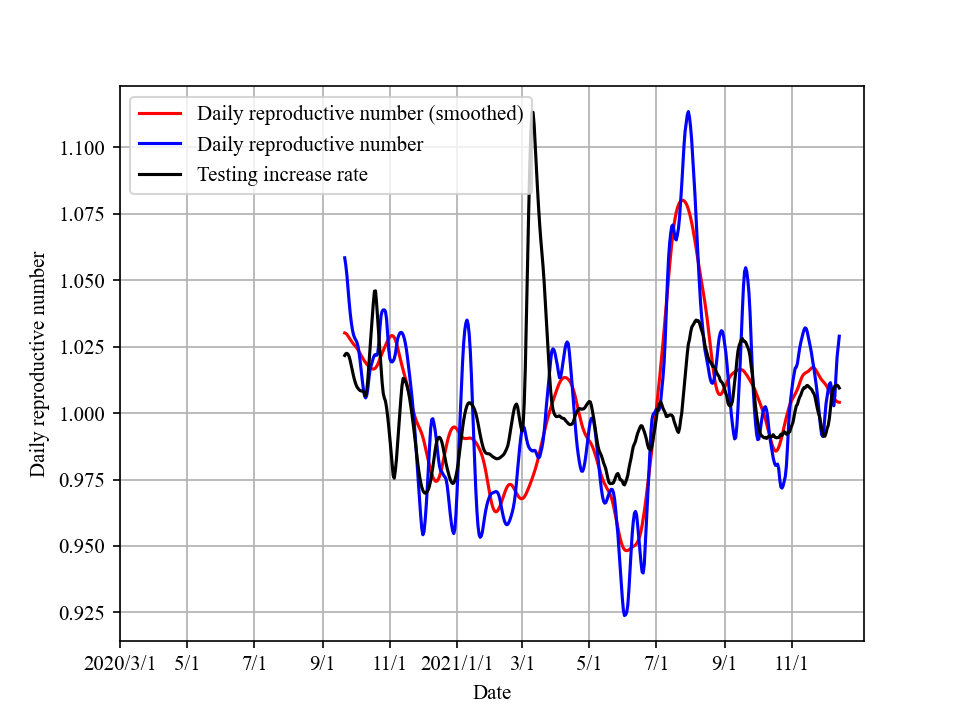 Daily reproductive number (smoothed)
Daily reproductive number
Testing increase rate
1.100
1.075
1.050
1.025
1.000
0.975
0.950
0.925
Daily reproductive number
2020/3/1 5/1 7/1 9/1 11/1 2021/1/1 3/1 5/1 7/1 9/1 11/1
Date